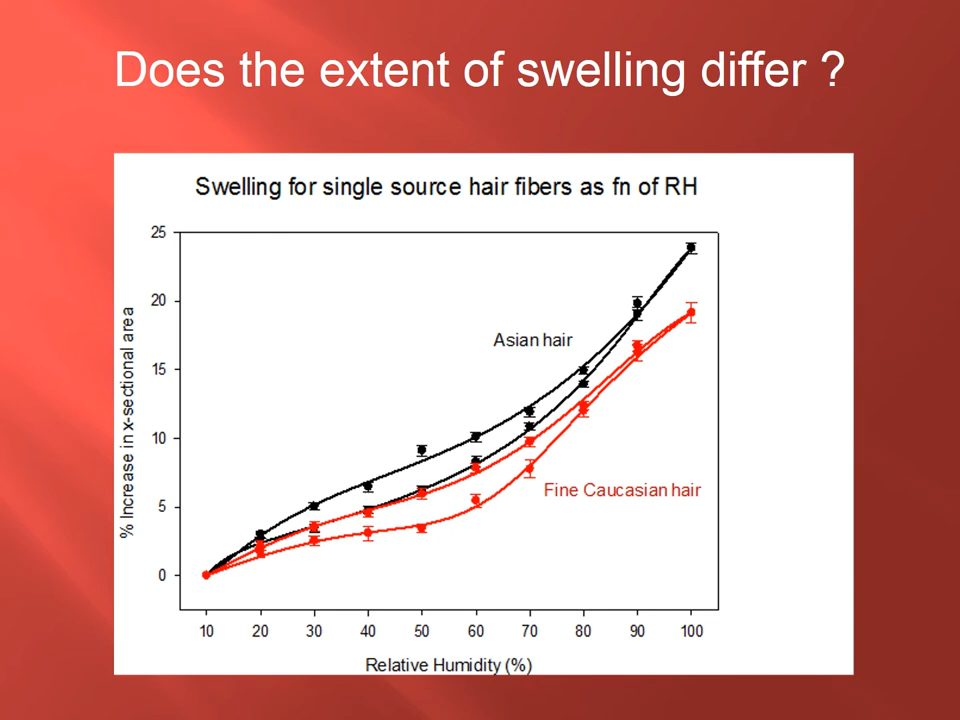 Does the extent of swelling differ ?
Swelling for single source hair fibers as fn of RH
% Increase in x-sectional area
25
20
15
10
5
0
Asian hair
Fine Caucasian hair
10 20 30 40 50 60 70 80 90 100
Relative Humidity (%)